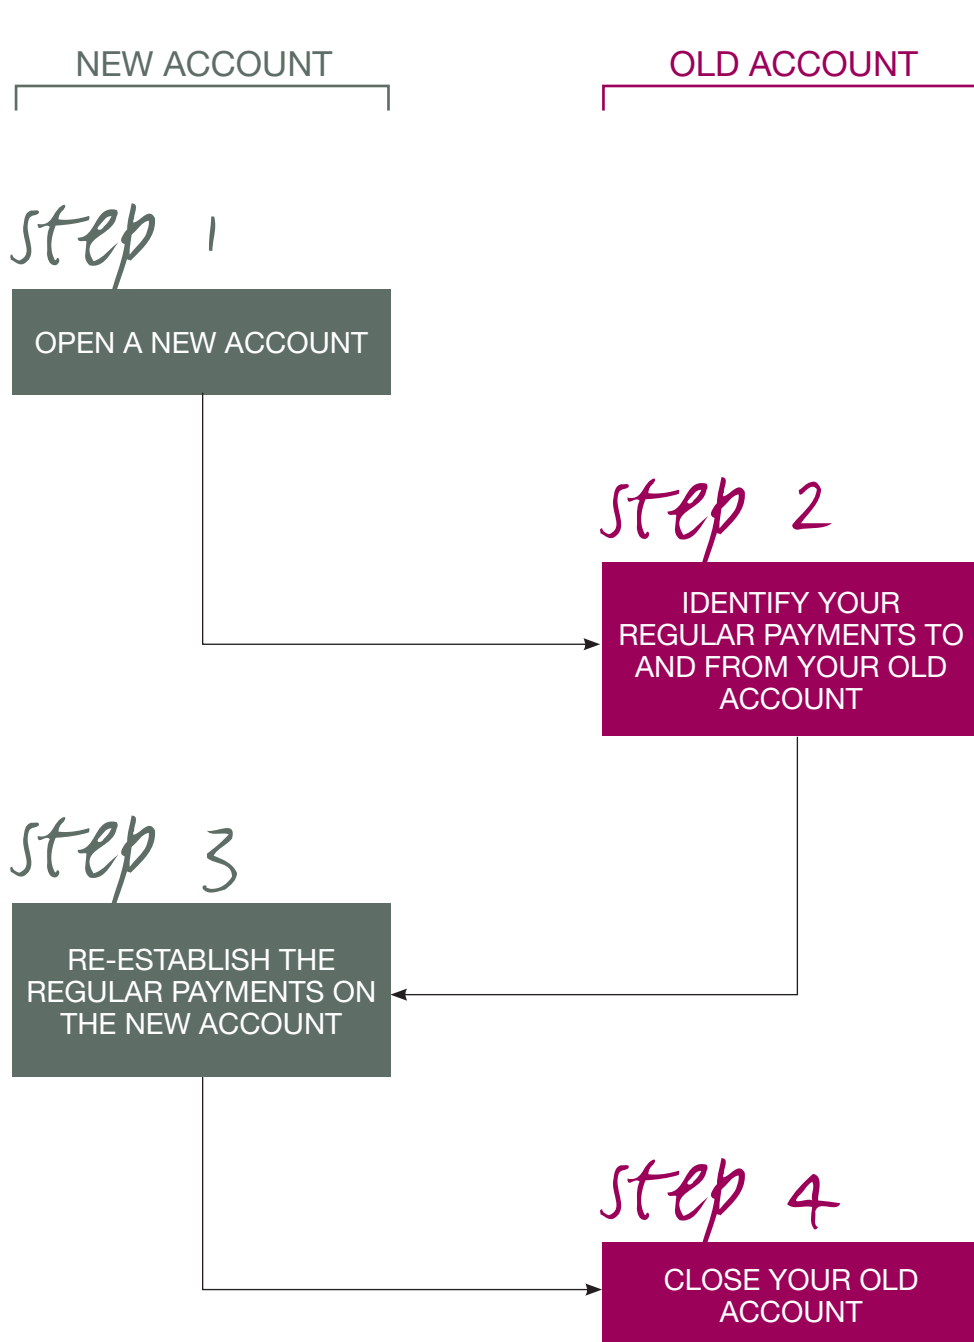 NEW ACCOUNT
OLD ACCOUNT
step 1
OPEN A NEW ACCOUNT
step 2
IDENTIFY YOUR
REGULAR PAYMENTS TO
AND FROM YOUR OLD
ACCOUNT
step 3
RE-ESTABLISH THE
REGULAR PAYMENTS ON
THE NEW ACCOUNT
step 4
CLOSE YOUR OLD
ACCOUNT